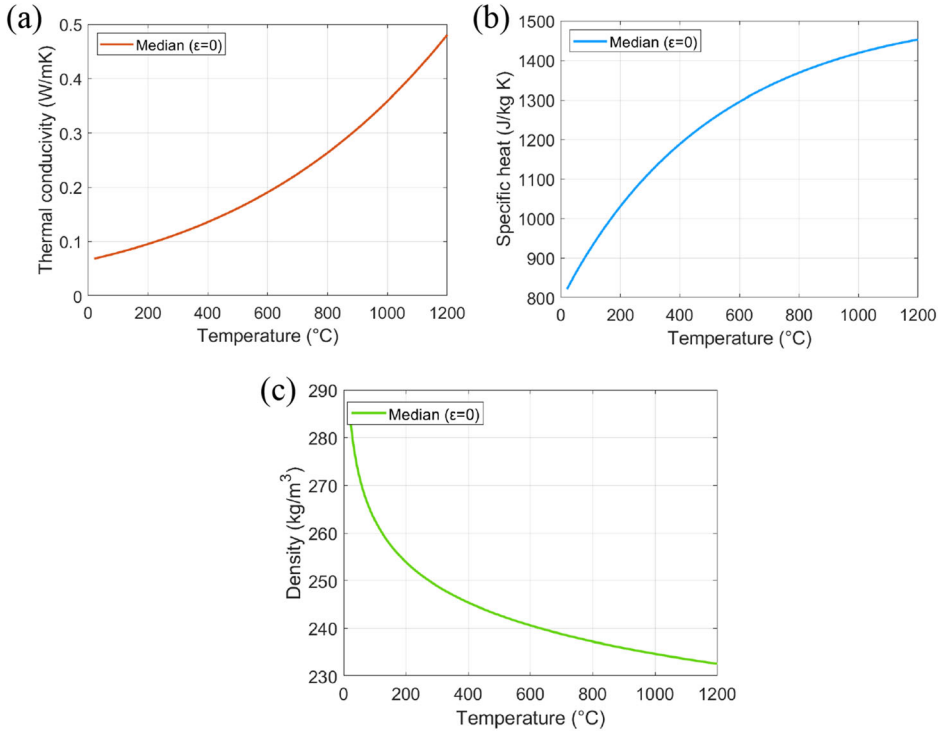 (a)
Median (ε=0)
Thermal conducivity (W/mK)
0.5
0.4
0.3
0.2
0.1
0
0 200 400 600 800 1000 1200
Temperature (°C)
(b)
Median (ε=0)
Specific heat (J/kg K)
1500
1400
1300
1200
1100
1000
900
800
0 200 400 600 800 1000 1200
Temperature (°C)
(c)
Median (ε=0)
Density (kg/m³)
290
280
270
260
250
240
230
0 200 400 600 800 1000 1200
Temperature (°C)